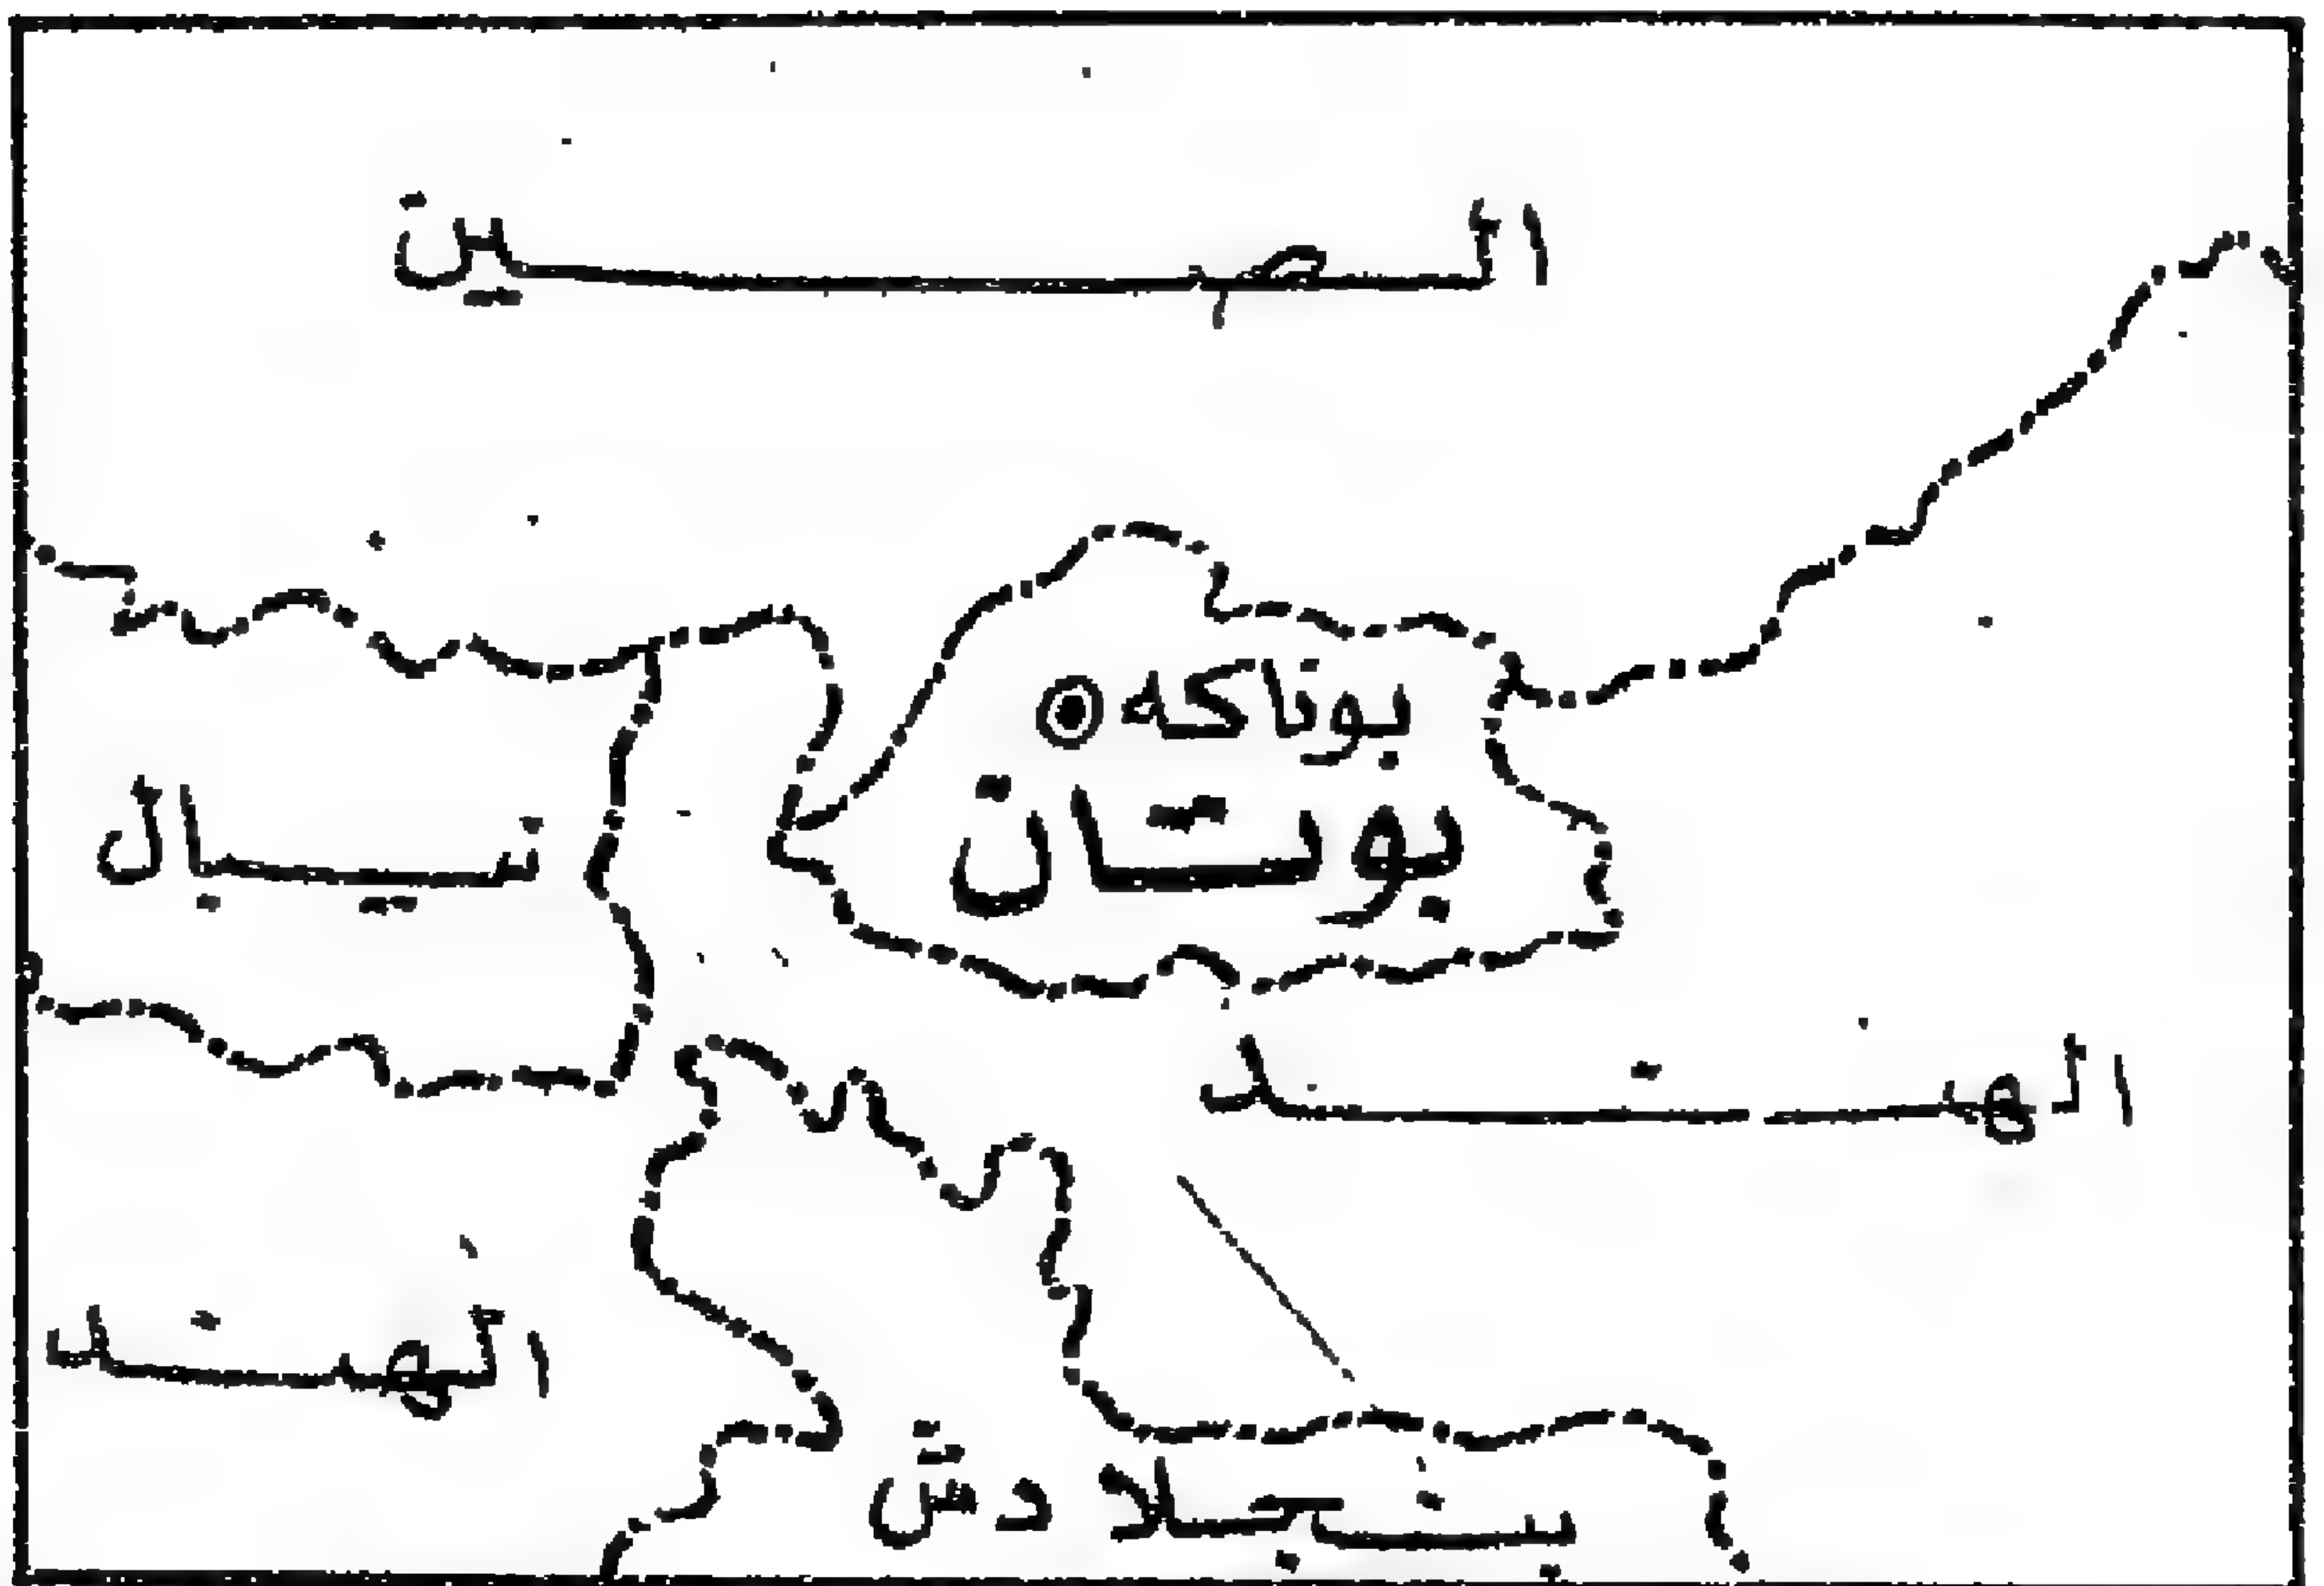 الصين
بوناكه
بوتان
نيبال
الهند
الهند
بنجلادش